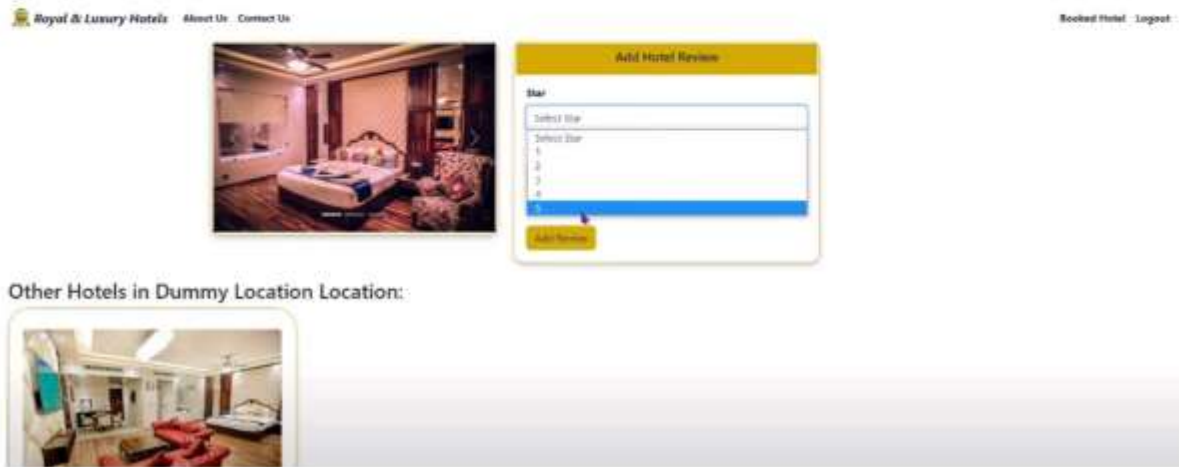 Royal & Luxury Hotels About Us Contact Us Booked Hotel Logout
Add Hotel Review
Star
Select Star
Select Star
1
2
3
4
5
Add Review
Other Hotels in Dummy Location Location: